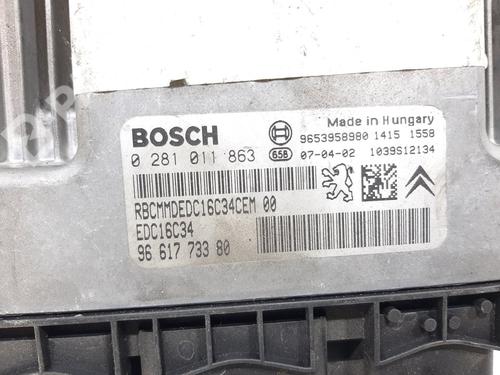 BOSCH
Made in Hungary
9653958980 1415 1558
0 281 011 863 658 07-04-02 1039S12134
RBCMMDEDC16C34CEM 00
EDC16C34
96 617 733 80